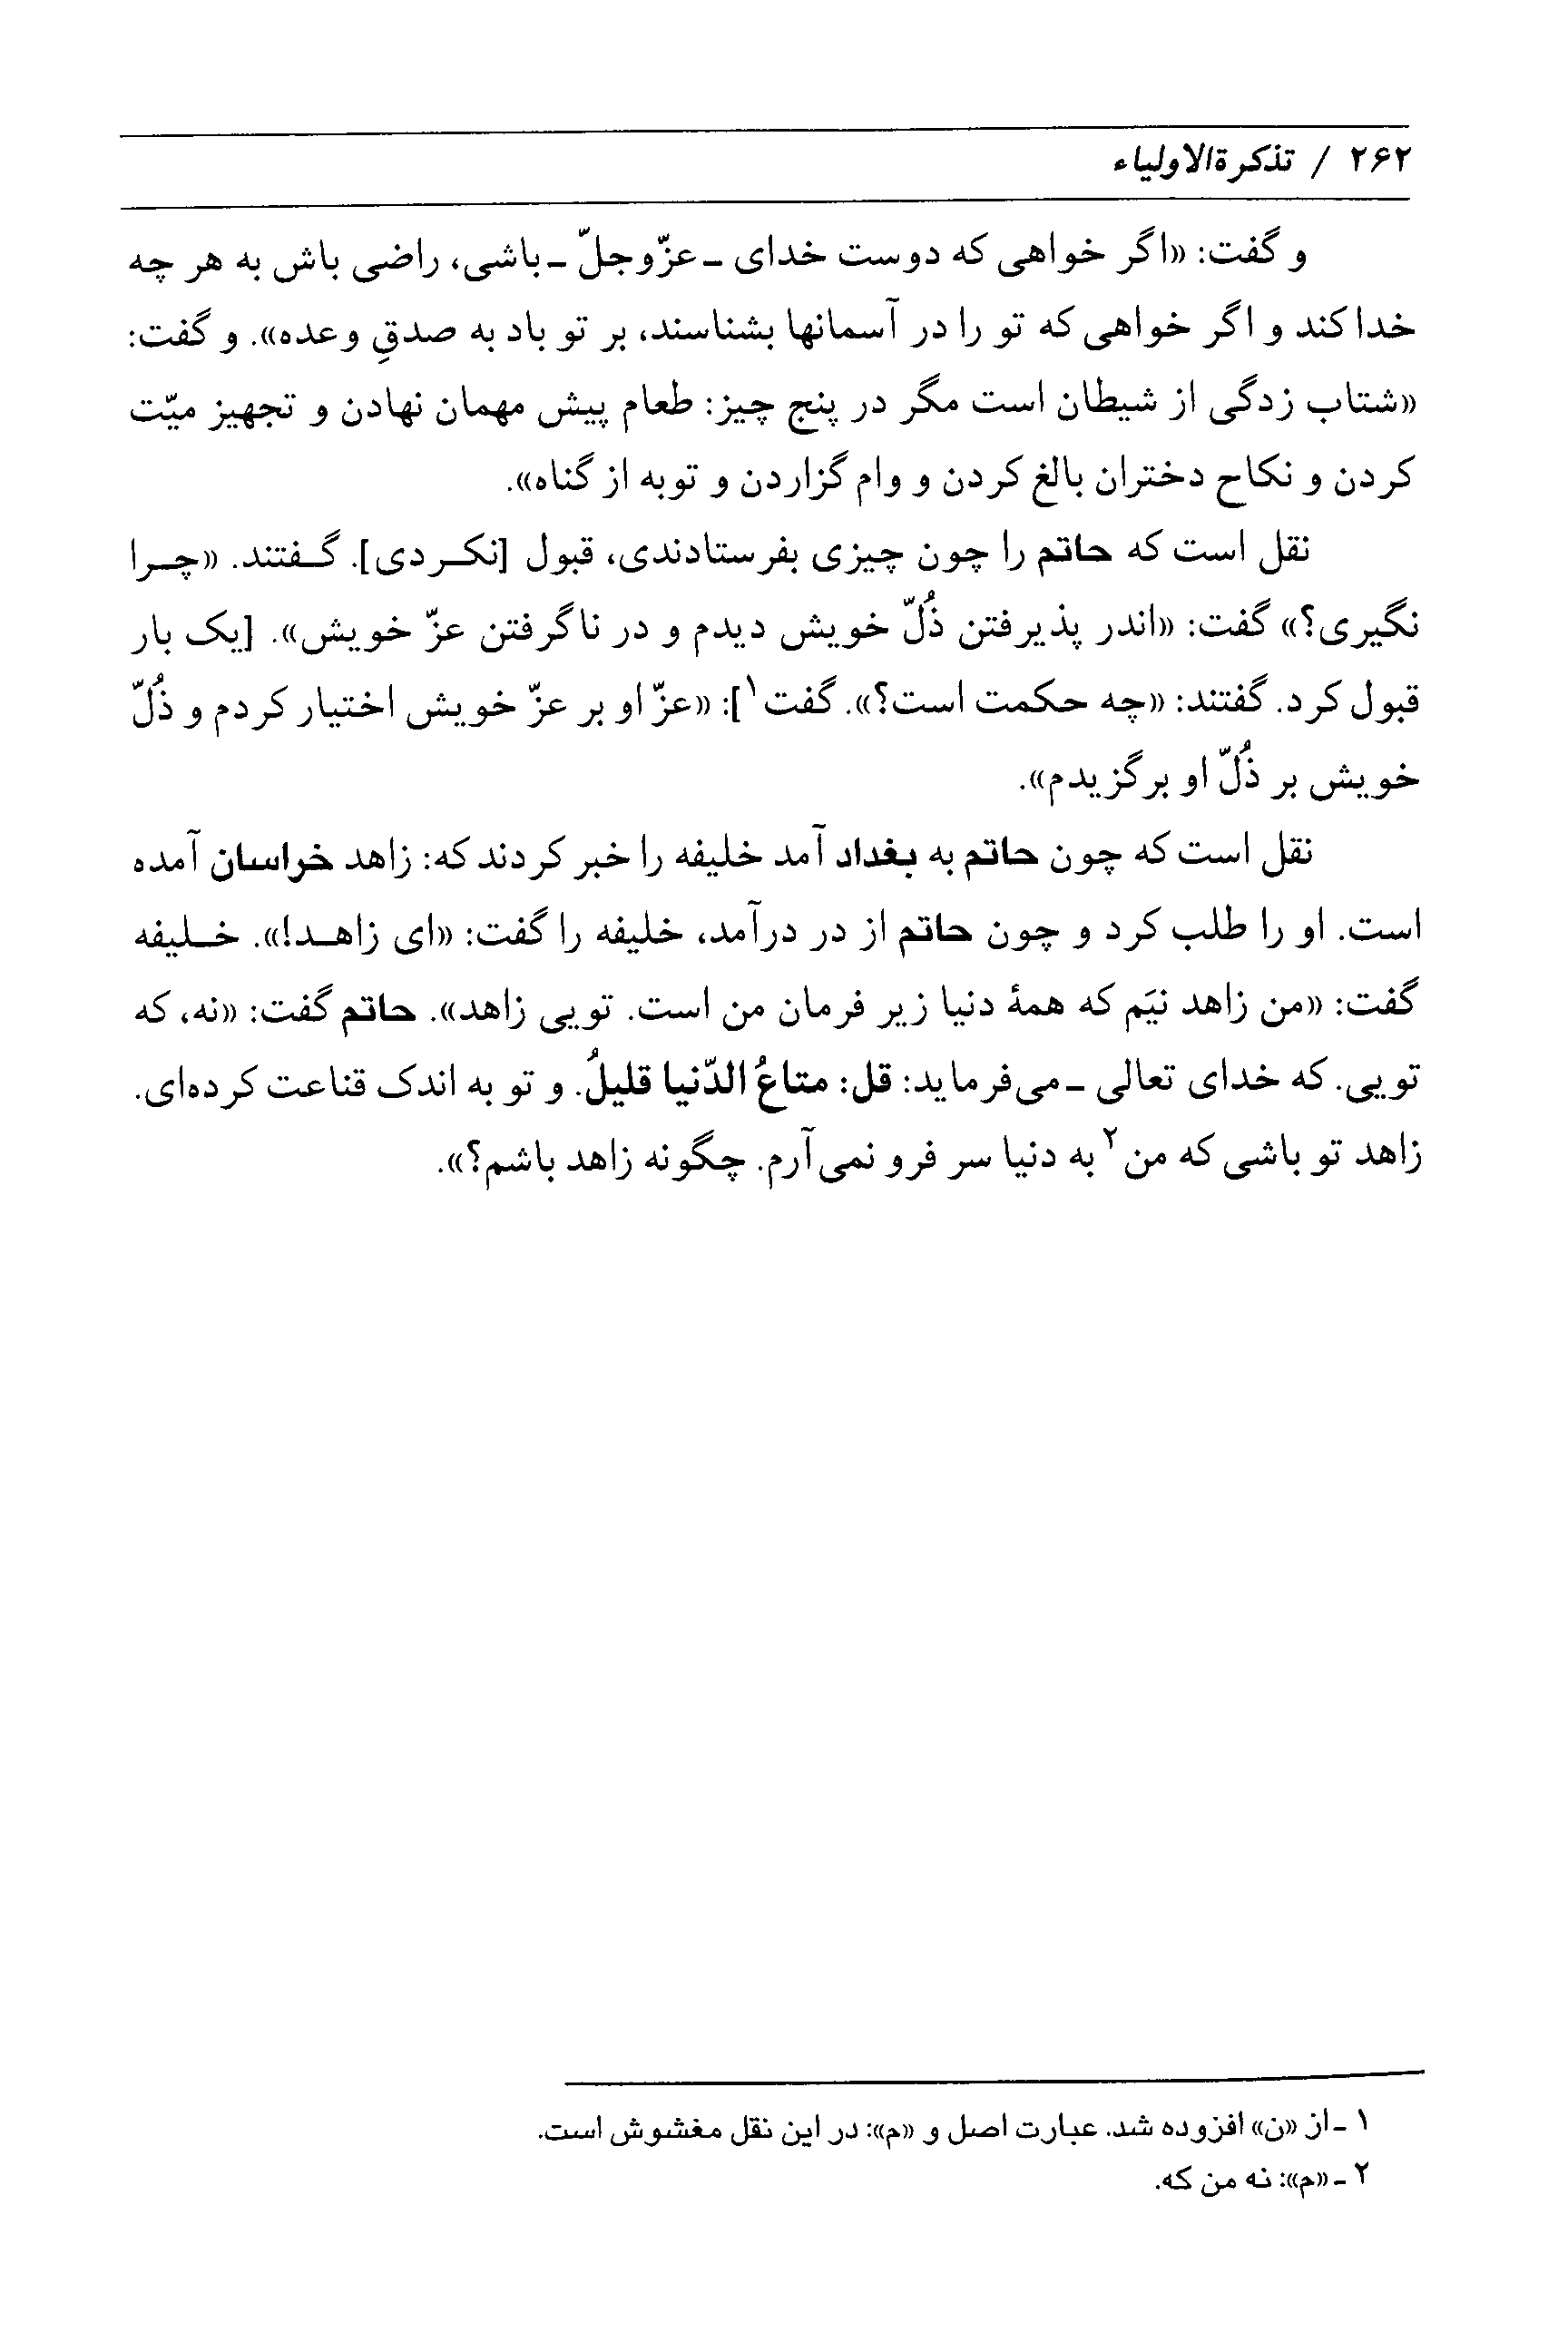 ۲۶۲ / تذکرةالاولیاء
و گفت: «اگر خواهی که دوست خدای ـ عزّوجلّ ـ باشی، راضی باش به هر چه
خدا کند و اگر خواهی که تو را در آسمانها بشناسند، بر تو باد به صدقِ وعده». و گفت:
«شتاب زدگی از شیطان است مگر در پنج چیز: طعام پیش مهمان نهادن و تجهیز میّت
کردن و نکاح دختران بالغ کردن و وام گزاردن و توبه از گناه».
نقل است که حاتم را چون چیزی بفرستادندی، قبول [نکردی]. گفتند. «چرا
نگیری؟» گفت: «اندر پذیرفتن ذُلّ خویش دیدم و در ناگرفتن عزّ خویش». [یک بار
قبول کرد. گفتند: «چه حکمت است؟». گفت۱]: «عزّ او بر عزّ خویش اختیار کردم و ذُلّ
خویش بر ذُلّ او برگزیدم».
نقل است که چون حاتم به بغداد آمد خلیفه را خبر کردند که: زاهد خراسان آمده
است. او را طلب کرد و چون حاتم از در درآمد، خلیفه را گفت: «ای زاهد!». خلیفه
گفت: «من زاهد نیَم که همهٔ دنیا زیر فرمان من است. تویی زاهد». حاتم گفت: «نه، که
تویی. که خدای تعالی ـ می‌فرماید: قل: متاعُ الدّنیا قلیلُ. و تو به اندک قناعت کرده‌ای.
زاهد تو باشی که من۲ به دنیا سر فرو نمی‌آرم. چگونه زاهد باشم؟».
۱ ـ از «ن» افزوده شد. عبارت اصل و «م»: در این نقل مغشوش است.
۲ ـ «م»: نه من که.